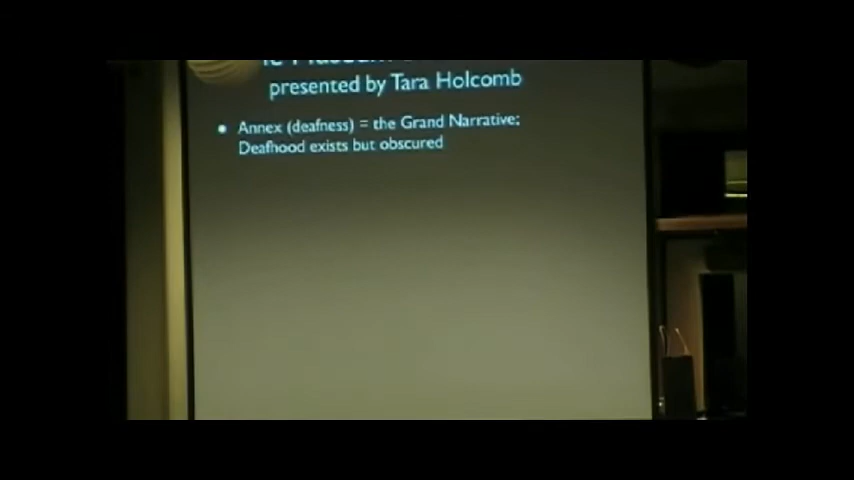 presented by Tara Holcomb
• Annex (deafness) = the Grand Narrative;
Deafhood exists but obscured